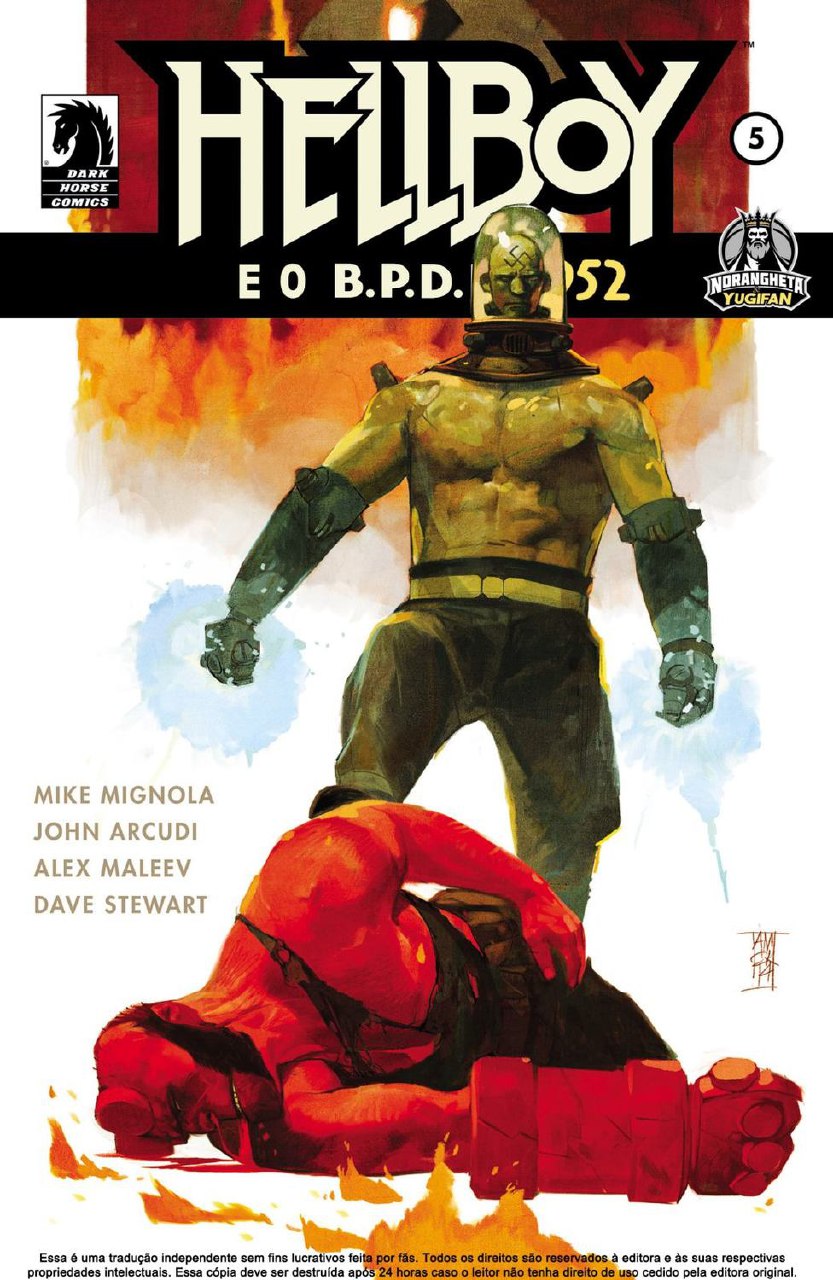 HELLBOY
™
5
DARK
HORSE
COMICS
E O B.P.D. 952
NORANGHETA
YUGIFAN
MIKE MIGNOLA
JOHN ARCUDI
ALEX MALEEV
DAVE STEWART
Essa é uma tradução independente sem fins lucrativos feita por fãs. Todos os direitos são reservados à editora e às suas respectivas
propriedades intelectuais. Essa cópia deve ser destruída após 24 horas caso o leitor não tenha direito de uso cedido pela editora original.